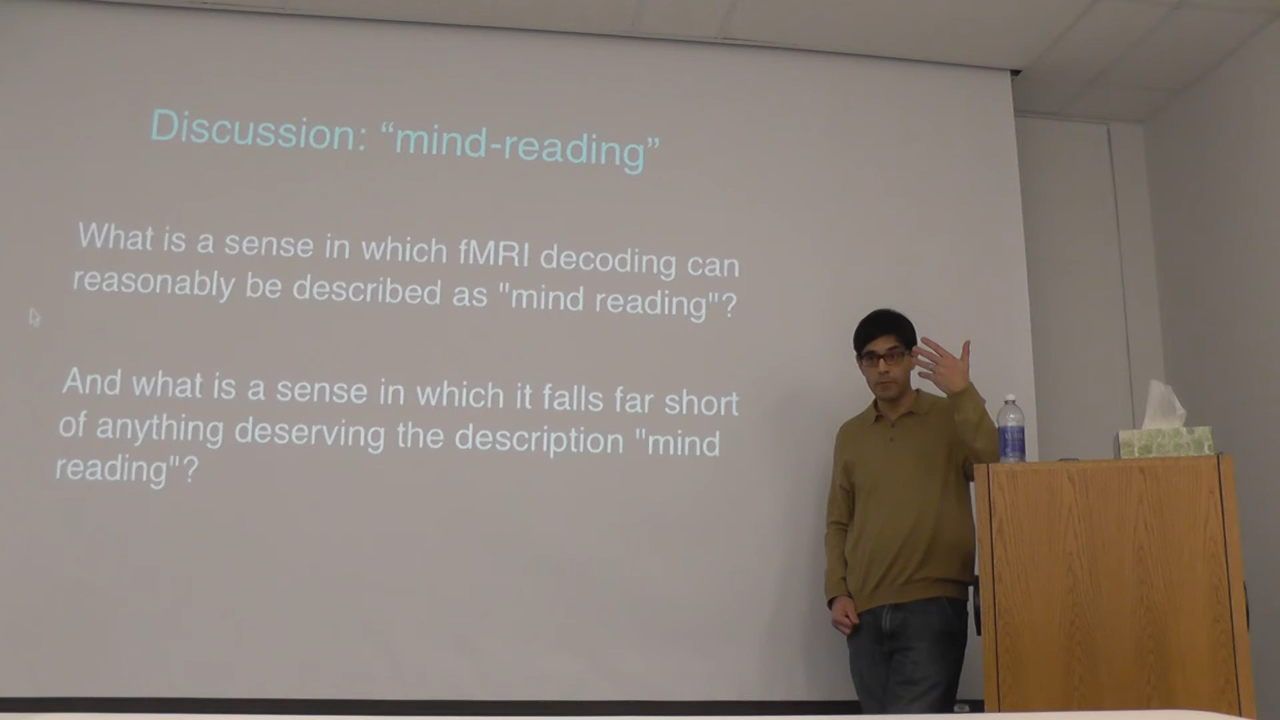 Discussion: “mind-reading”
What is a sense in which fMRI decoding can
reasonably be described as "mind reading"?
And what is a sense in which it falls far short
of anything deserving the description "mind
reading"?